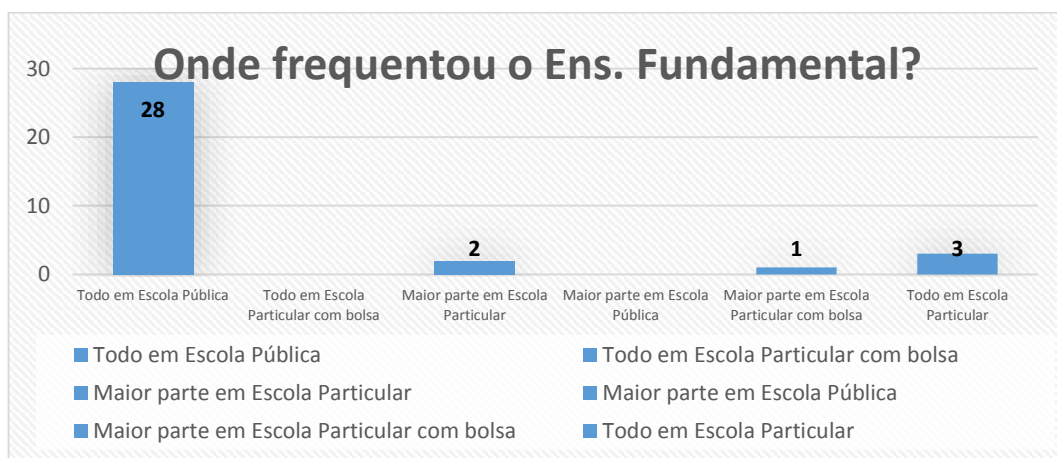 Onde frequentou o Ens. Fundamental?
30
20
10
0
28
2
1
3
Todo em Escola Pública
Todo em Escola
Particular com bolsa
Maior parte em Escola
Particular
Maior parte em Escola
Pública
Maior parte em Escola
Particular com bolsa
Todo em Escola
Particular
Todo em Escola Pública
Todo em Escola Particular com bolsa
Maior parte em Escola Particular
Maior parte em Escola Pública
Maior parte em Escola Particular com bolsa
Todo em Escola Particular